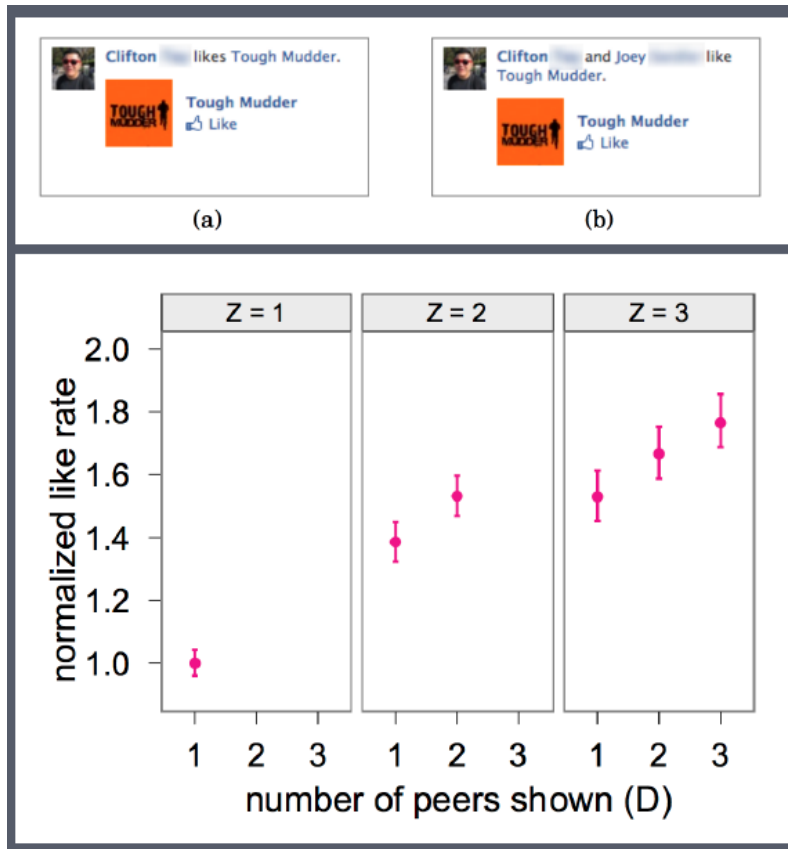 Clifton likes Tough Mudder.
TOUGH
MUDDER
Tough Mudder
Like
(a)
Clifton and Joey like
Tough Mudder.
TOUGH
MUDDER
Tough Mudder
Like
(b)
Z = 1
Z = 2
Z = 3
normalized like rate
2.0
1.8
1.6
1.4
1.2
1.0
1 2 3
1 2 3
1 2 3
number of peers shown (D)